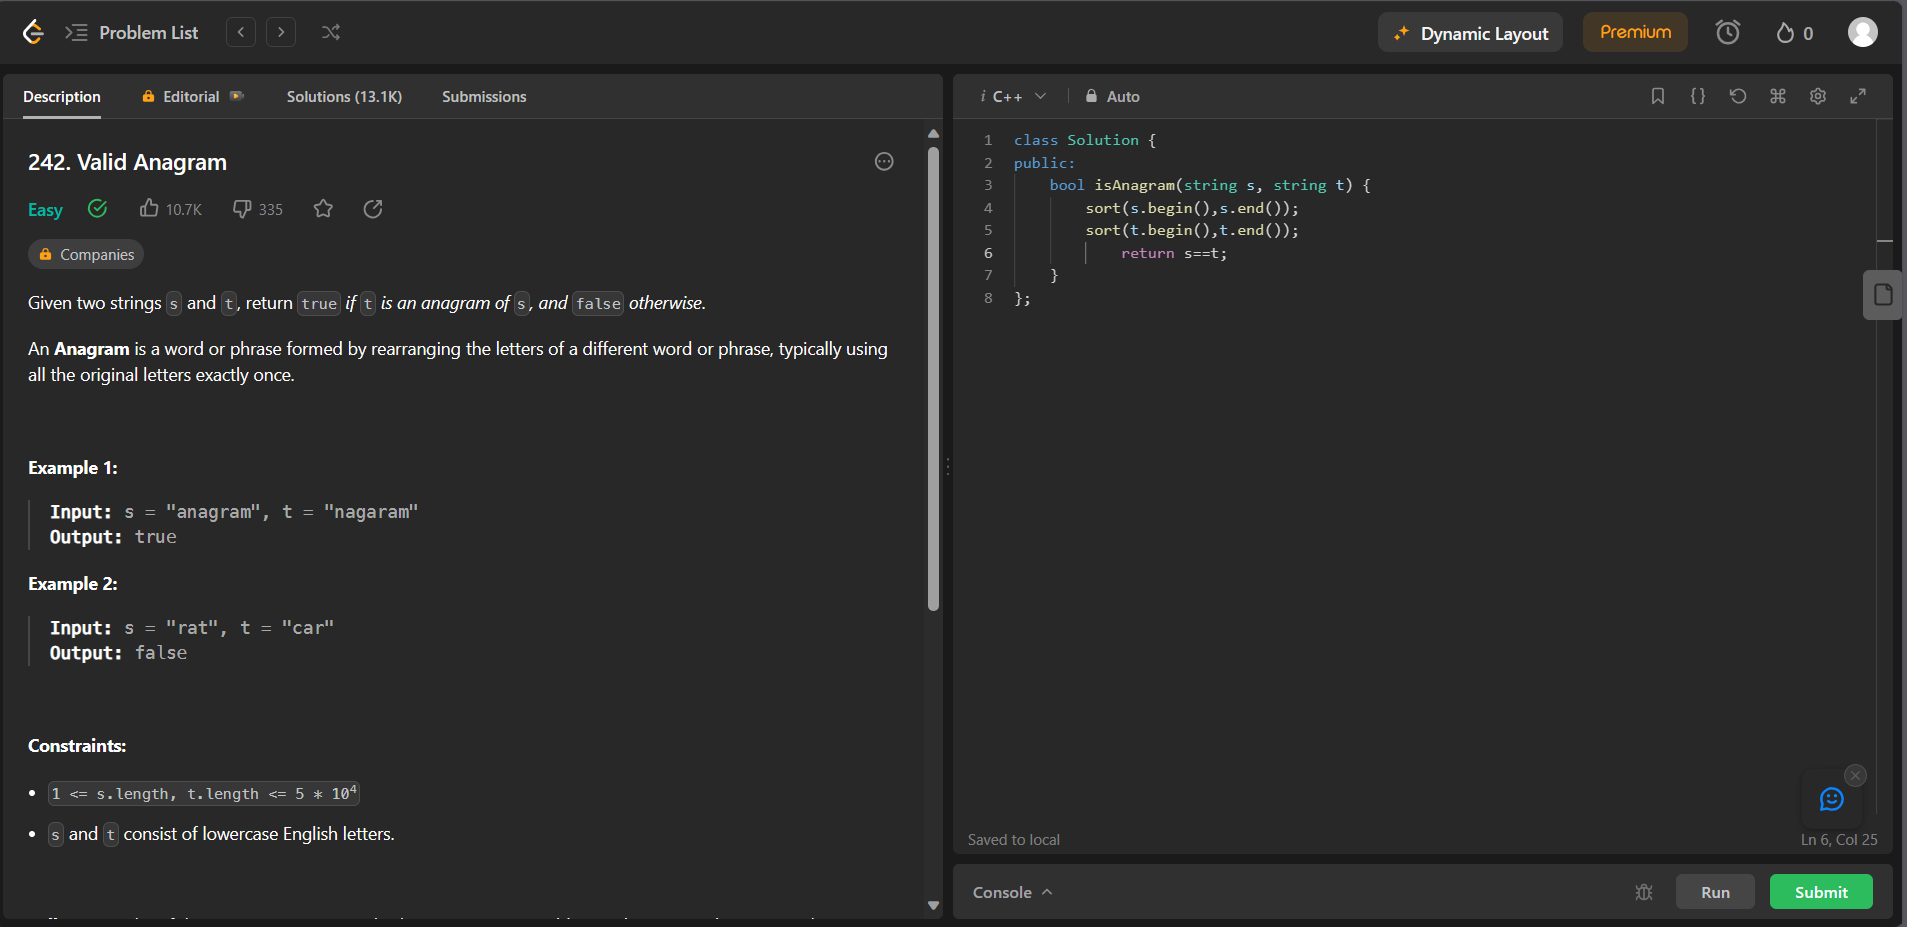 Problem List
Dynamic Layout
Premium
0
Description
Editorial
Solutions (13.1K)
Submissions
242. Valid Anagram
Easy
10.7K
335
Companies
Given two strings s and t, return true if t is an anagram of s, and false otherwise.
An Anagram is a word or phrase formed by rearranging the letters of a different word or phrase, typically using
all the original letters exactly once.
Example 1:
Input: s = "anagram", t = "nagaram"
Output: true
Example 2:
Input: s = "rat", t = "car"
Output: false
Constraints:
1 <= s.length, t.length <= 5 * 10⁴
s and t consist of lowercase English letters.
i C++
Auto
1 class Solution {
2 public:
3 bool isAnagram(string s, string t) {
4 sort(s.begin(),s.end());
5 sort(t.begin(),t.end());
6 return s==t;
7 }
8 };
Saved to local
Ln 6, Col 25
Console
Run
Submit